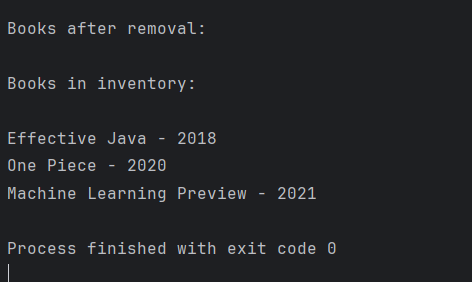 Books after removal:
Books in inventory:
Effective Java - 2018
One Piece - 2020
Machine Learning Preview - 2021
Process finished with exit code 0